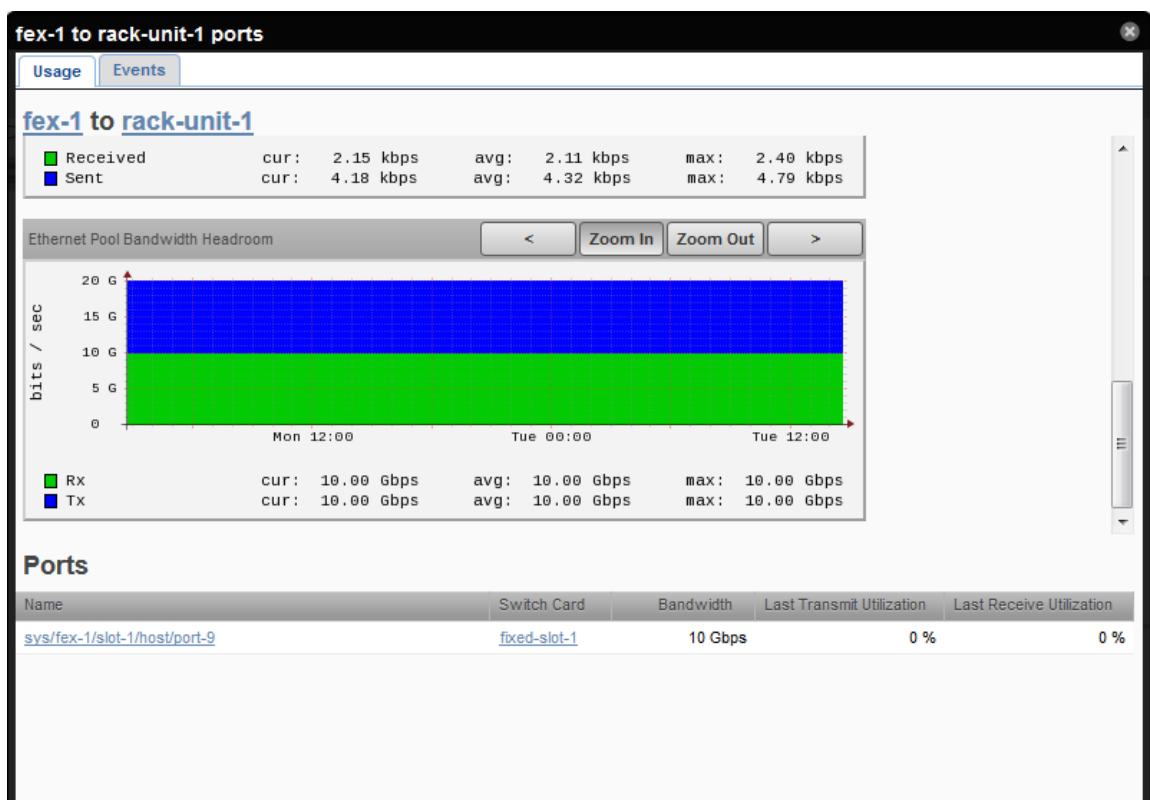 fex-1 to rack-unit-1 ports
Usage Events
fex-1 to rack-unit-1
Received cur: 2.15 kbps avg: 2.11 kbps max: 2.40 kbps
Sent cur: 4.18 kbps avg: 4.32 kbps max: 4.79 kbps
Ethernet Pool Bandwidth Headroom < Zoom In Zoom Out >
bits / sec
20 G
15 G
10 G
5 G
0
Mon 12:00 Tue 00:00 Tue 12:00
Rx cur: 10.00 Gbps avg: 10.00 Gbps max: 10.00 Gbps
Tx cur: 10.00 Gbps avg: 10.00 Gbps max: 10.00 Gbps
Ports
Name Switch Card Bandwidth Last Transmit Utilization Last Receive Utilization
sys/fex-1/slot-1/host/port-9 fixed-slot-1 10 Gbps 0 % 0 %